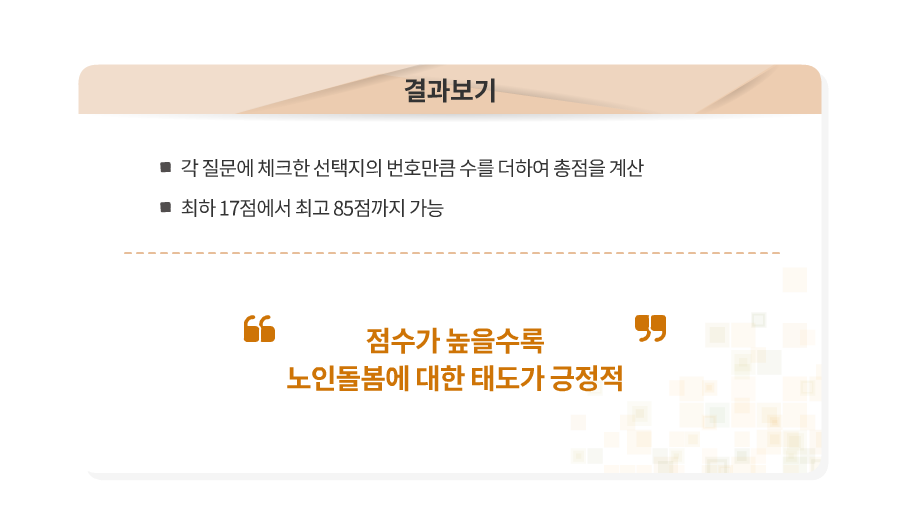 결과보기
각 질문에 체크한 선택지의 번호만큼 수를 더하여 총점을 계산
최하 17점에서 최고 85점까지 가능
“ 점수가 높을수록 ”
노인돌봄에 대한 태도가 긍정적